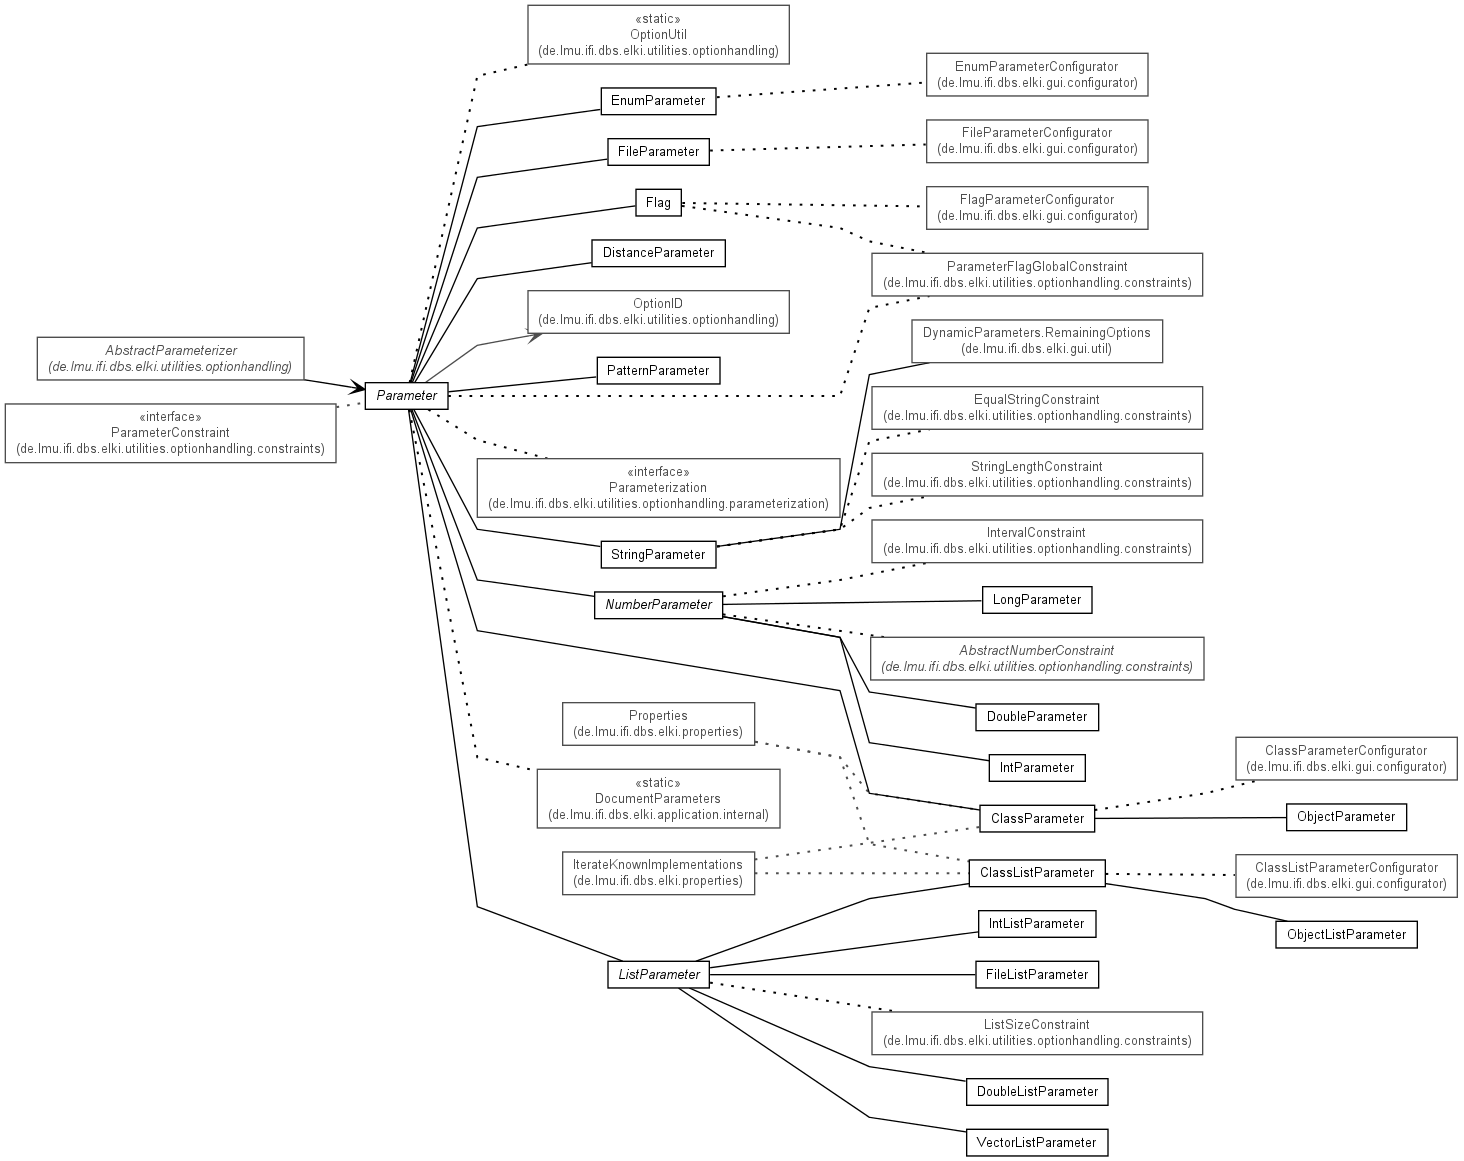 «static»
OptionUtil
(de.lmu.ifi.dbs.elki.utilities.optionhandling)
EnumParameterConfigurator
(de.lmu.ifi.dbs.elki.gui.configurator)
EnumParameter
FileParameterConfigurator
(de.lmu.ifi.dbs.elki.gui.configurator)
FileParameter
FlagParameterConfigurator
(de.lmu.ifi.dbs.elki.gui.configurator)
Flag
DistanceParameter
ParameterFlagGlobalConstraint
(de.lmu.ifi.dbs.elki.utilities.optionhandling.constraints)
OptionID
(de.lmu.ifi.dbs.elki.utilities.optionhandling)
DynamicParameters.RemainingOptions
(de.lmu.ifi.dbs.elki.gui.util)
AbstractParameterizer
(de.lmu.ifi.dbs.elki.utilities.optionhandling)
PatternParameter
Parameter
EqualStringConstraint
(de.lmu.ifi.dbs.elki.utilities.optionhandling.constraints)
«interface»
ParameterConstraint
(de.lmu.ifi.dbs.elki.utilities.optionhandling.constraints)
«interface»
Parameterization
(de.lmu.ifi.dbs.elki.utilities.optionhandling.parameterization)
StringLengthConstraint
(de.lmu.ifi.dbs.elki.utilities.optionhandling.constraints)
StringParameter
IntervalConstraint
(de.lmu.ifi.dbs.elki.utilities.optionhandling.constraints)
NumberParameter
LongParameter
AbstractNumberConstraint
(de.lmu.ifi.dbs.elki.utilities.optionhandling.constraints)
Properties
(de.lmu.ifi.dbs.elki.properties)
DoubleParameter
IntParameter
ClassParameterConfigurator
(de.lmu.ifi.dbs.elki.gui.configurator)
«static»
DocumentParameters
(de.lmu.ifi.dbs.elki.application.internal)
ClassParameter
ObjectParameter
IterateKnownImplementations
(de.lmu.ifi.dbs.elki.properties)
ClassListParameter
ClassListParameterConfigurator
(de.lmu.ifi.dbs.elki.gui.configurator)
IntListParameter
ObjectListParameter
ListParameter
FileListParameter
ListSizeConstraint
(de.lmu.ifi.dbs.elki.utilities.optionhandling.constraints)
DoubleListParameter
VectorListParameter